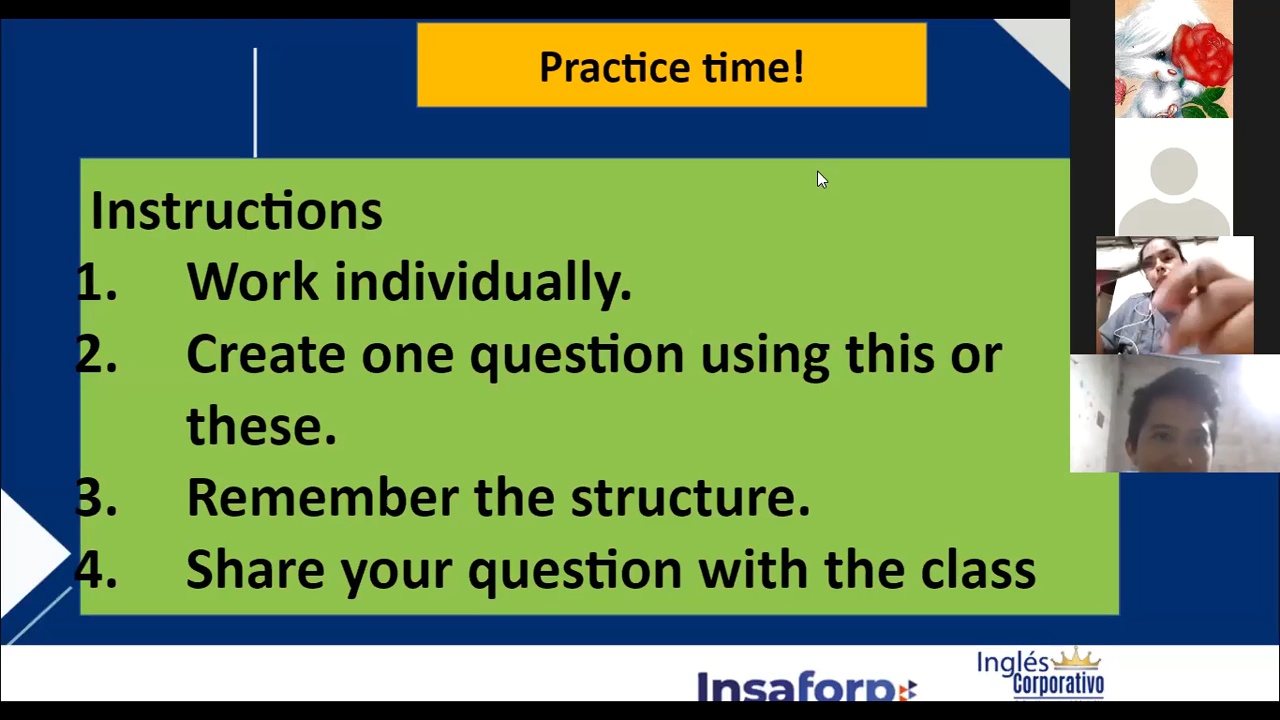 Practice time!
Instructions
1. Work individually.
2. Create one question using this or
these.
3. Remember the structure.
4. Share your question with the class
Insaforp
Inglés
Corporativo